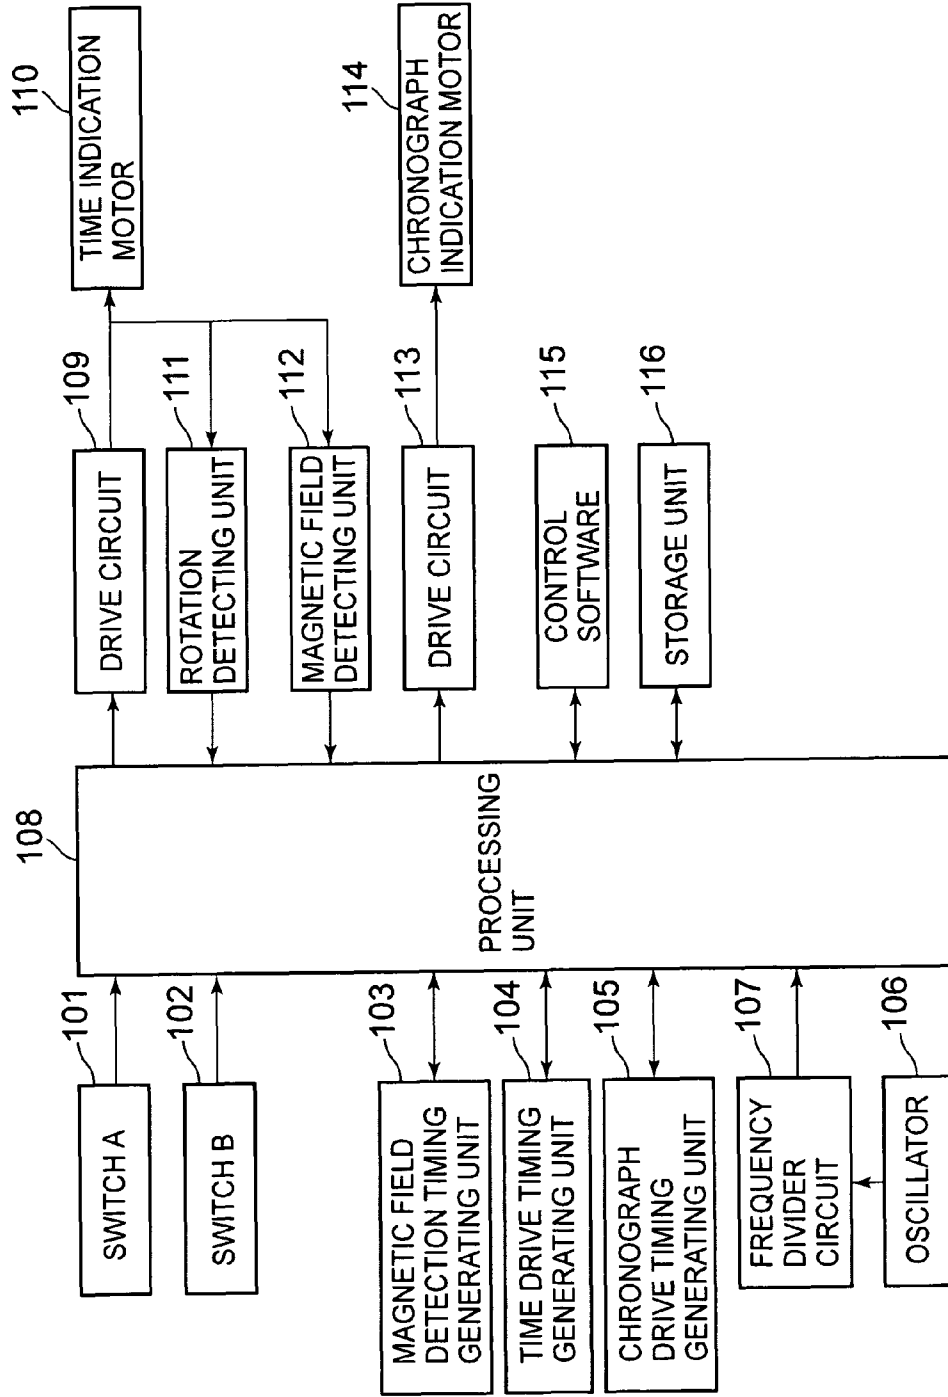 101
SWITCH A
102
SWITCH B
103
MAGNETIC FIELD
DETECTION TIMING
GENERATING UNIT
104
TIME DRIVE TIMING
GENERATING UNIT
105
CHRONOGRAPH
DRIVE TIMING
GENERATING UNIT
107
FREQUENCY
DIVIDER
CIRCUIT
106
OSCILLATOR
108
PROCESSING
UNIT
109
DRIVE CIRCUIT
111
ROTATION
DETECTING UNIT
112
MAGNETIC FIELD
DETECTING UNIT
113
DRIVE CIRCUIT
115
CONTROL
SOFTWARE
116
STORAGE UNIT
110
TIME INDICATION
MOTOR
114
CHRONOGRAPH
INDICATION MOTOR